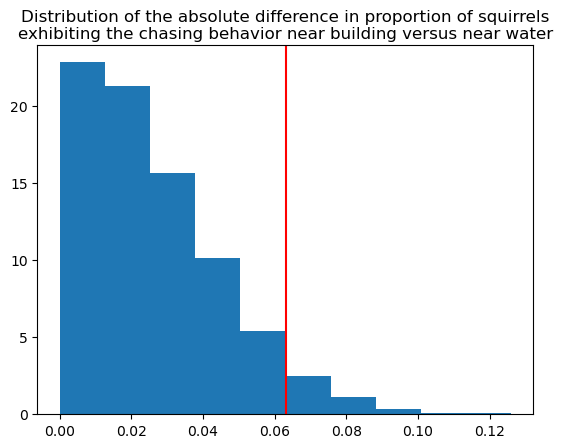 Distribution of the absolute difference in proportion of squirrels
exhibiting the chasing behavior near building versus near water
20
15
10
5
0
0.00 0.02 0.04 0.06 0.08 0.10 0.12